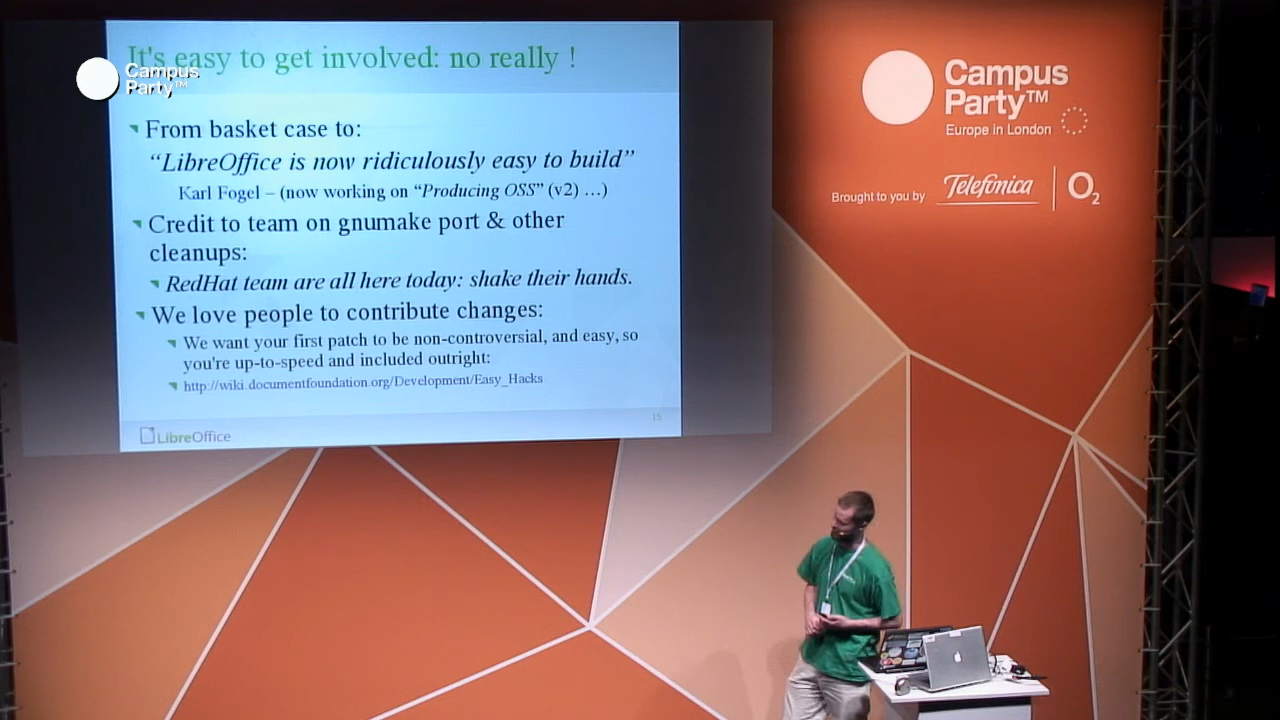 It's easy to get involved: no really !
Campus
Party™
From basket case to:
“LibreOffice is now ridiculously easy to build”
Karl Fogel – (now working on “Producing OSS” (v2) …)
Credit to team on gnumake port & other
cleanups:
RedHat team are all here today: shake their hands.
We love people to contribute changes:
We want your first patch to be non-controversial, and easy, so
you're up-to-speed and included outright:
http://wiki.documentfoundation.org/Development/Easy_Hacks
15
LibreOffice
Campus
Party™
Europe in London
Brought to you by Telefónica O2